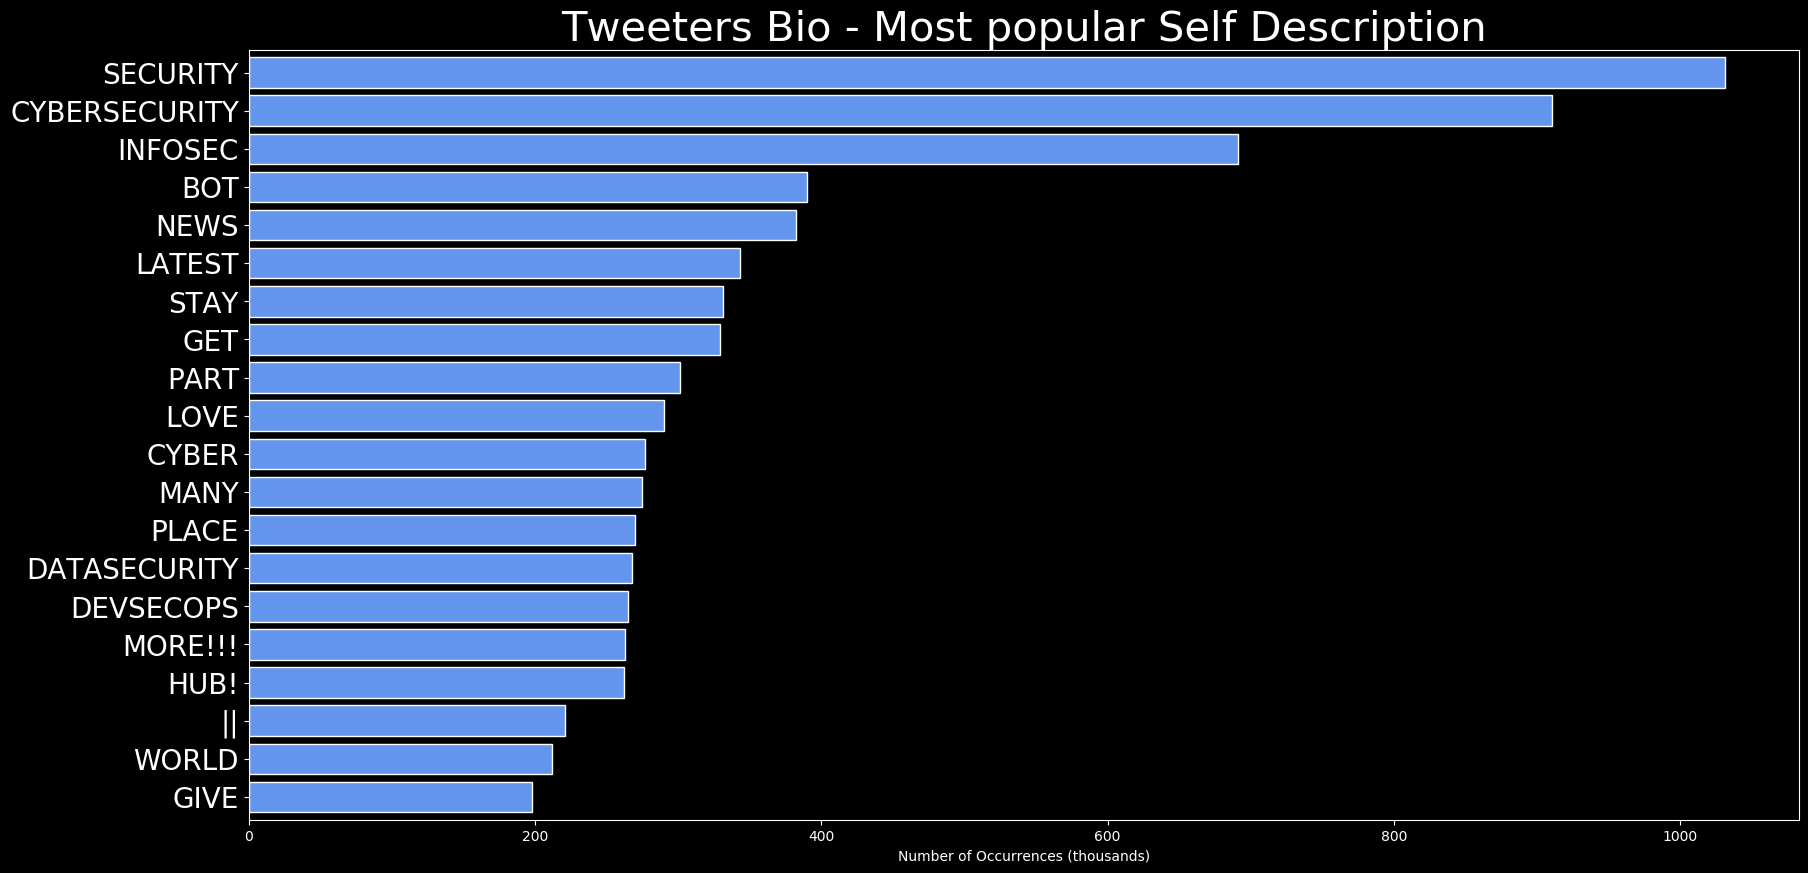 Tweeters Bio - Most popular Self Description
SECURITY
CYBERSECURITY
INFOSEC
BOT
NEWS
LATEST
STAY
GET
PART
LOVE
CYBER
MANY
PLACE
DATASECURITY
DEVSECOPS
MORE!!!
HUB!
||
WORLD
GIVE
0 200 400 600 800 1000
Number of Occurrences (thousands)